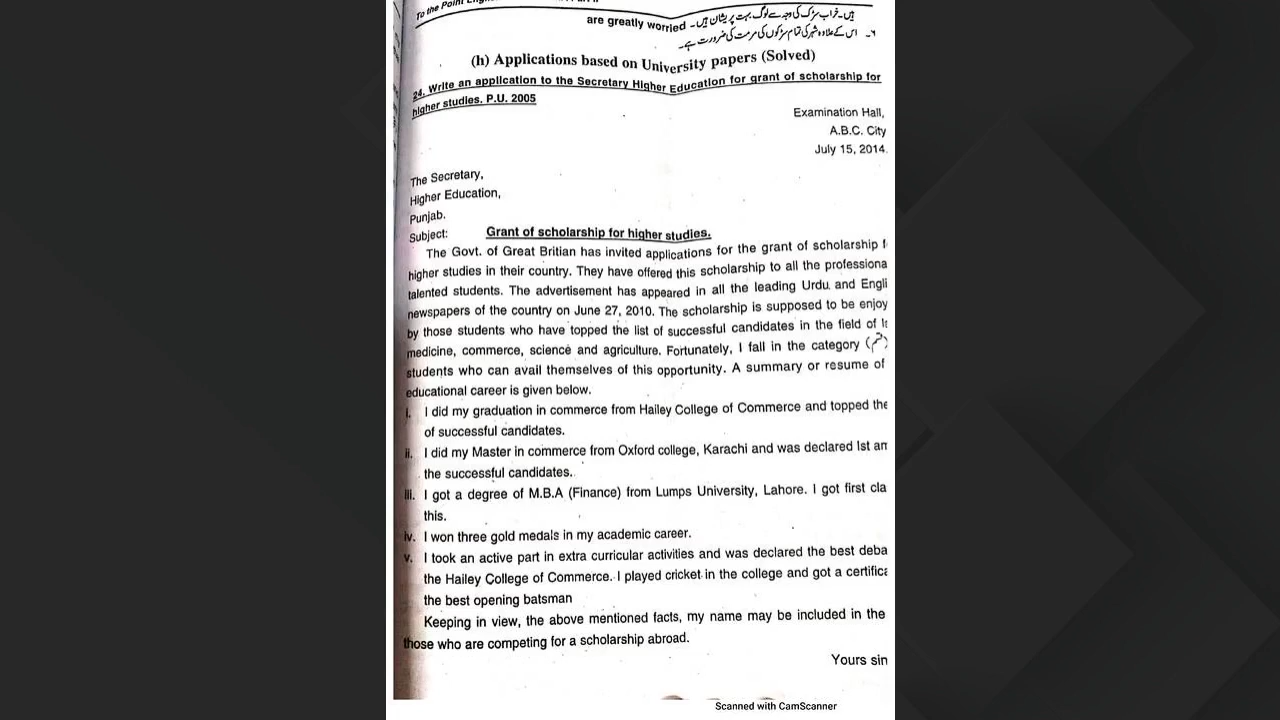 To the Point
ہیں۔ خراب سڑک کی وجہ سے لوگ بہت پریشان ہیں۔ are greatly worried
۶۔ اس کے علاوہ شہر کی تمام سڑکوں کی مرمت کی ضرورت ہے۔
(h) Applications based on University papers (Solved)
24. Write an application to the Secretary Higher Education for grant of scholarship for
higher studies. P.U. 2005
Examination Hall,
A.B.C. City
July 15, 2014.
The Secretary,
Higher Education,
Punjab.
Subject: Grant of scholarship for higher studies.
The Govt. of Great Britian has invited applications for the grant of scholarship f
higher studies in their country. They have offered this scholarship to all the professiona
talented students. The advertisement has appeared in all the leading Urdu and Engli
newspapers of the country on June 27, 2010. The scholarship is supposed to be enjoy
by those students who have topped the list of successful candidates in the field of
medicine, commerce, science and agriculture. Fortunately, I fall in the category
students who can avail themselves of this opportunity. A summary or resume of
educational career is given below.
i. I did my graduation in commerce from Hailey College of Commerce and topped the
of successful candidates.
ii. I did my Master in commerce from Oxford college, Karachi and was declared Ist am
the successful candidates.
iii. I got a degree of M.B.A (Finance) from Lumps University, Lahore. I got first cla
this.
iv. I won three gold medals in my academic career.
v. I took an active part in extra curricular activities and was declared the best deba
the Hailey College of Commerce. I played cricket in the college and got a certifica
the best opening batsman
Keeping in view, the above mentioned facts, my name may be included in the
those who are competing for a scholarship abroad.
Yours sin
Scanned with CamScanner